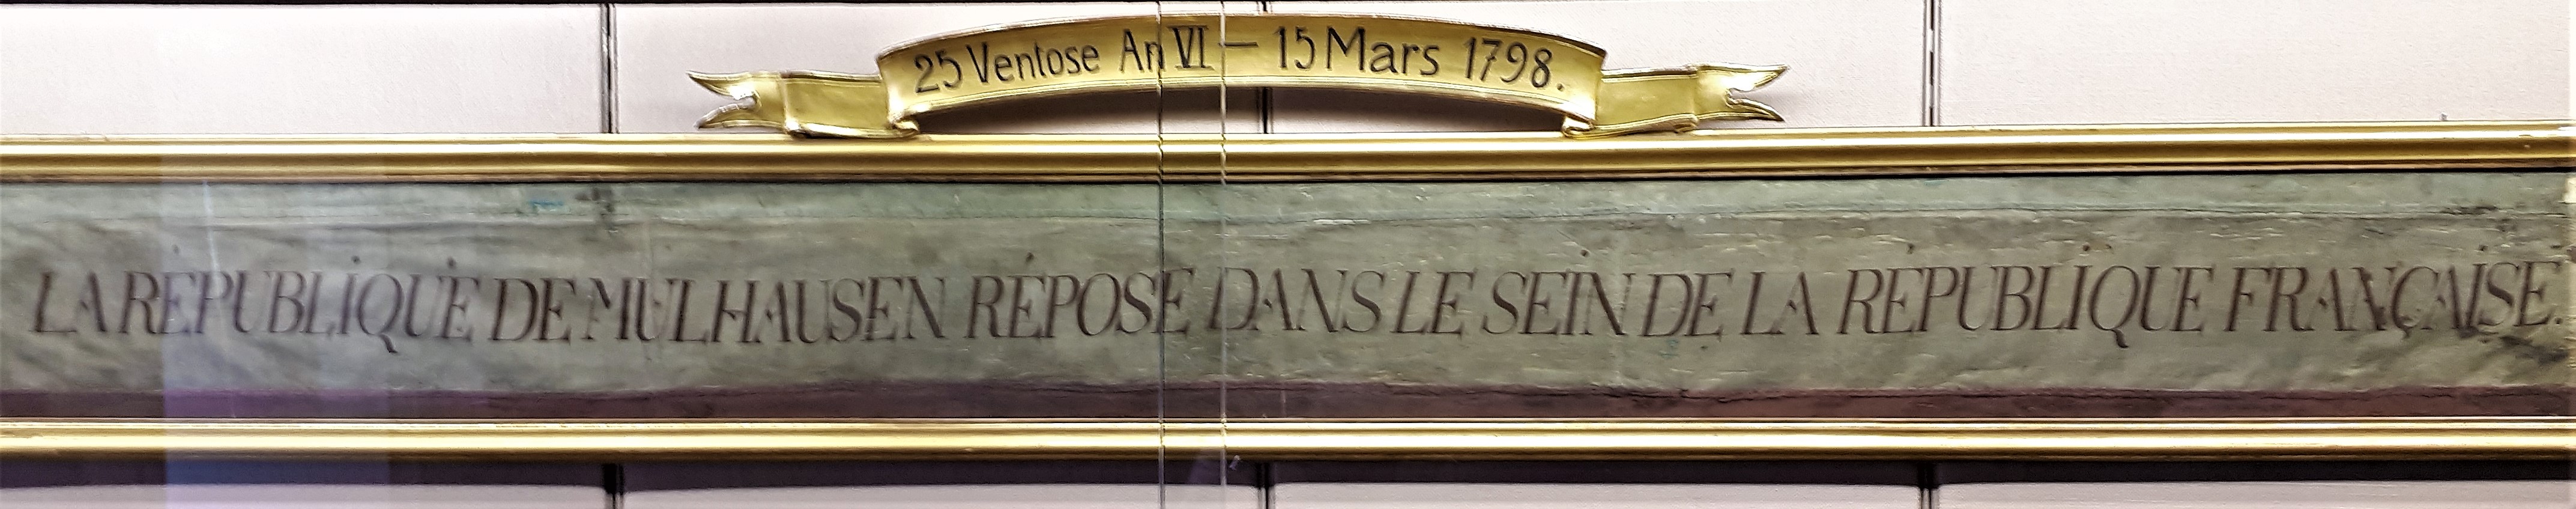 25 Ventose An VI — 15 Mars 1798.
LA RÉPUBLIQUE DE MULHAUSEN RÉPOSE DANS LE SEIN DE LA RÉPUBLIQUE FRANÇAISE.